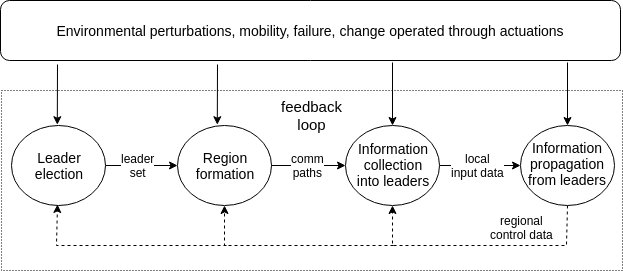 Environmental perturbations, mobility, failure, change operated through actuations
feedback
loop
Leader
election
leader
set
Region
formation
comm
paths
Information
collection
into leaders
local
input data
Information
propagation
from leaders
regional
control data